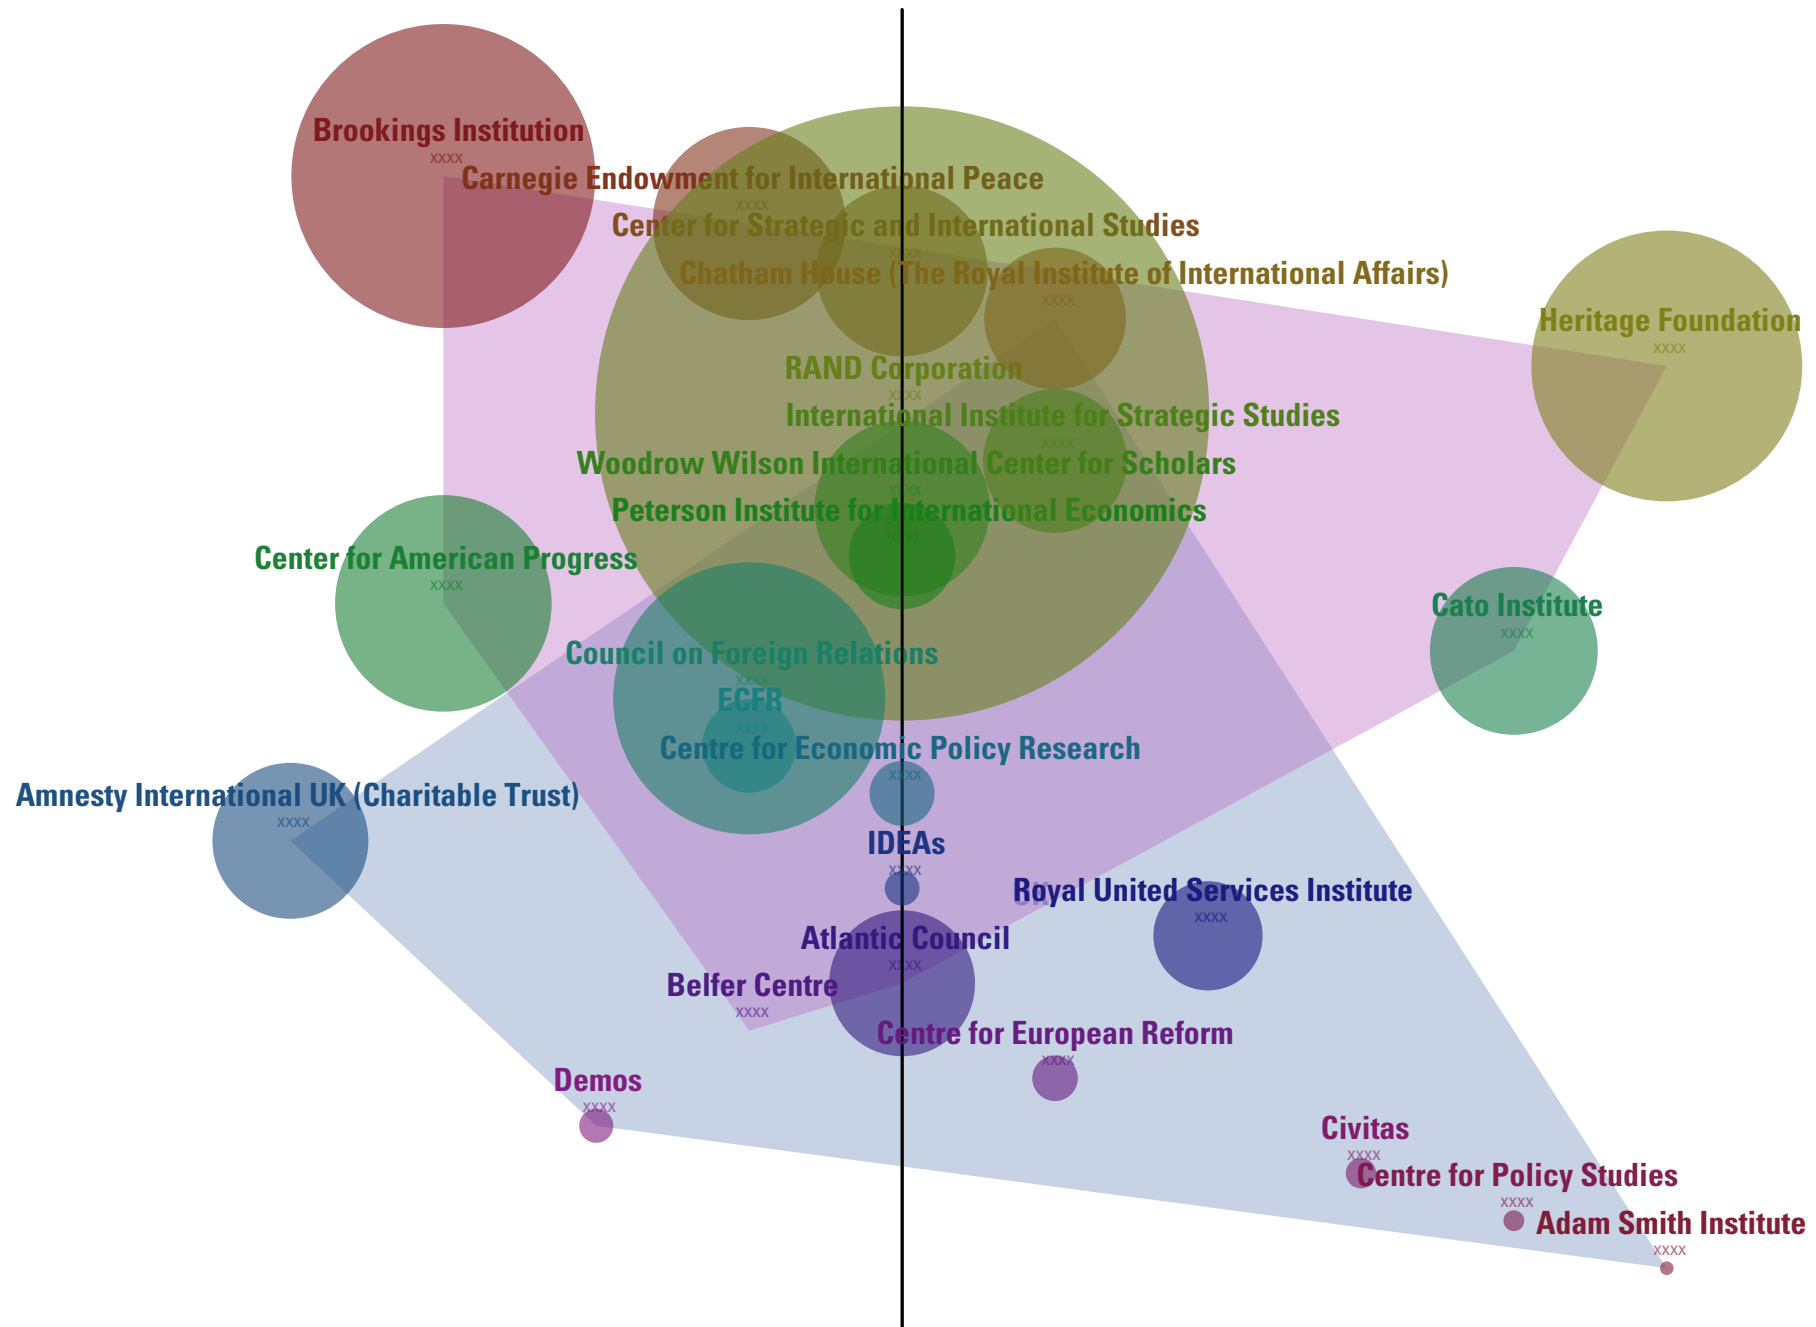 Brookings Institution
xxxx
Carnegie Endowment for International Peace
xxxx
Center for Strategic and International Studies
xxxx
Chatham House (The Royal Institute of International Affairs)
xxxx
Heritage Foundation
xxxx
RAND Corporation
xxxx
International Institute for Strategic Studies
xxxx
Woodrow Wilson International Center for Scholars
xxxx
Peterson Institute for International Economics
xxxx
Center for American Progress
xxxx
Cato Institute
xxxx
Council on Foreign Relations
xxxx
ECFR
xxxx
Centre for Economic Policy Research
xxxx
Amnesty International UK (Charitable Trust)
xxxx
IDEAs
xxxx
Royal United Services Institute
xxxx
Atlantic Council
xxxx
Belfer Centre
xxxx
Centre for European Reform
xxxx
Demos
xxxx
Civitas
xxxx
Centre for Policy Studies
xxxx
Adam Smith Institute
xxxx